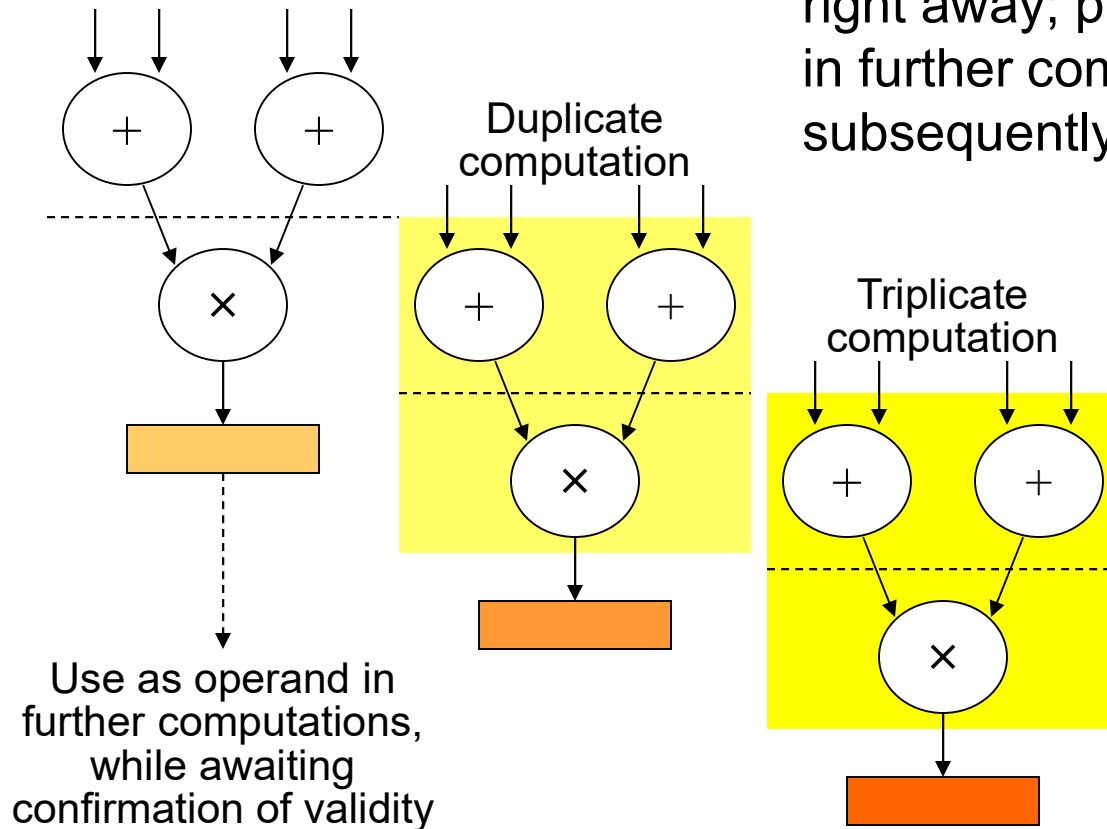 right away; p
in further com
subsequently
+ +
×
Duplicate
computation
+ +
×
Triplicate
computation
+ +
×
Use as operand in
further computations,
while awaiting
confirmation of validity